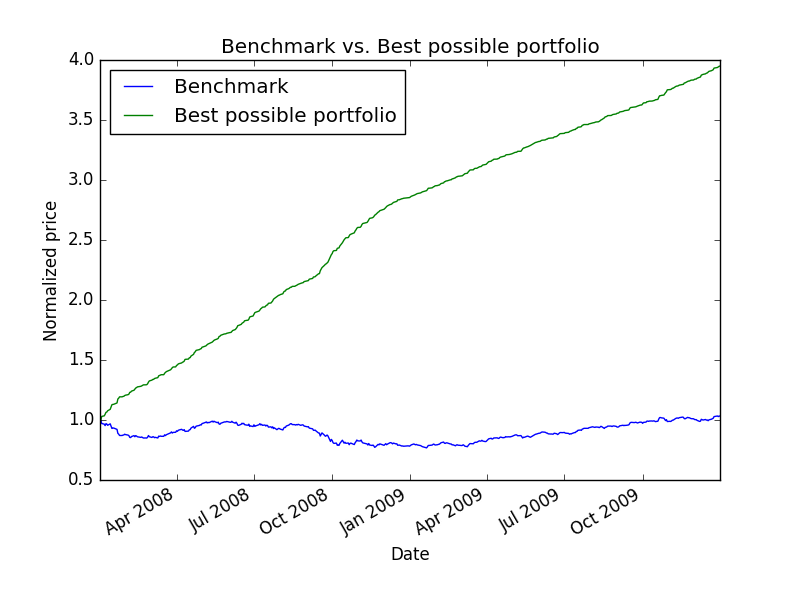 Benchmark vs. Best possible portfolio
4.0
Benchmark
Best possible portfolio
3.5
3.0
2.5
2.0
1.5
1.0
0.5
Normalized price
Apr 2008
Jul 2008
Oct 2008
Jan 2009
Apr 2009
Jul 2009
Oct 2009
Date